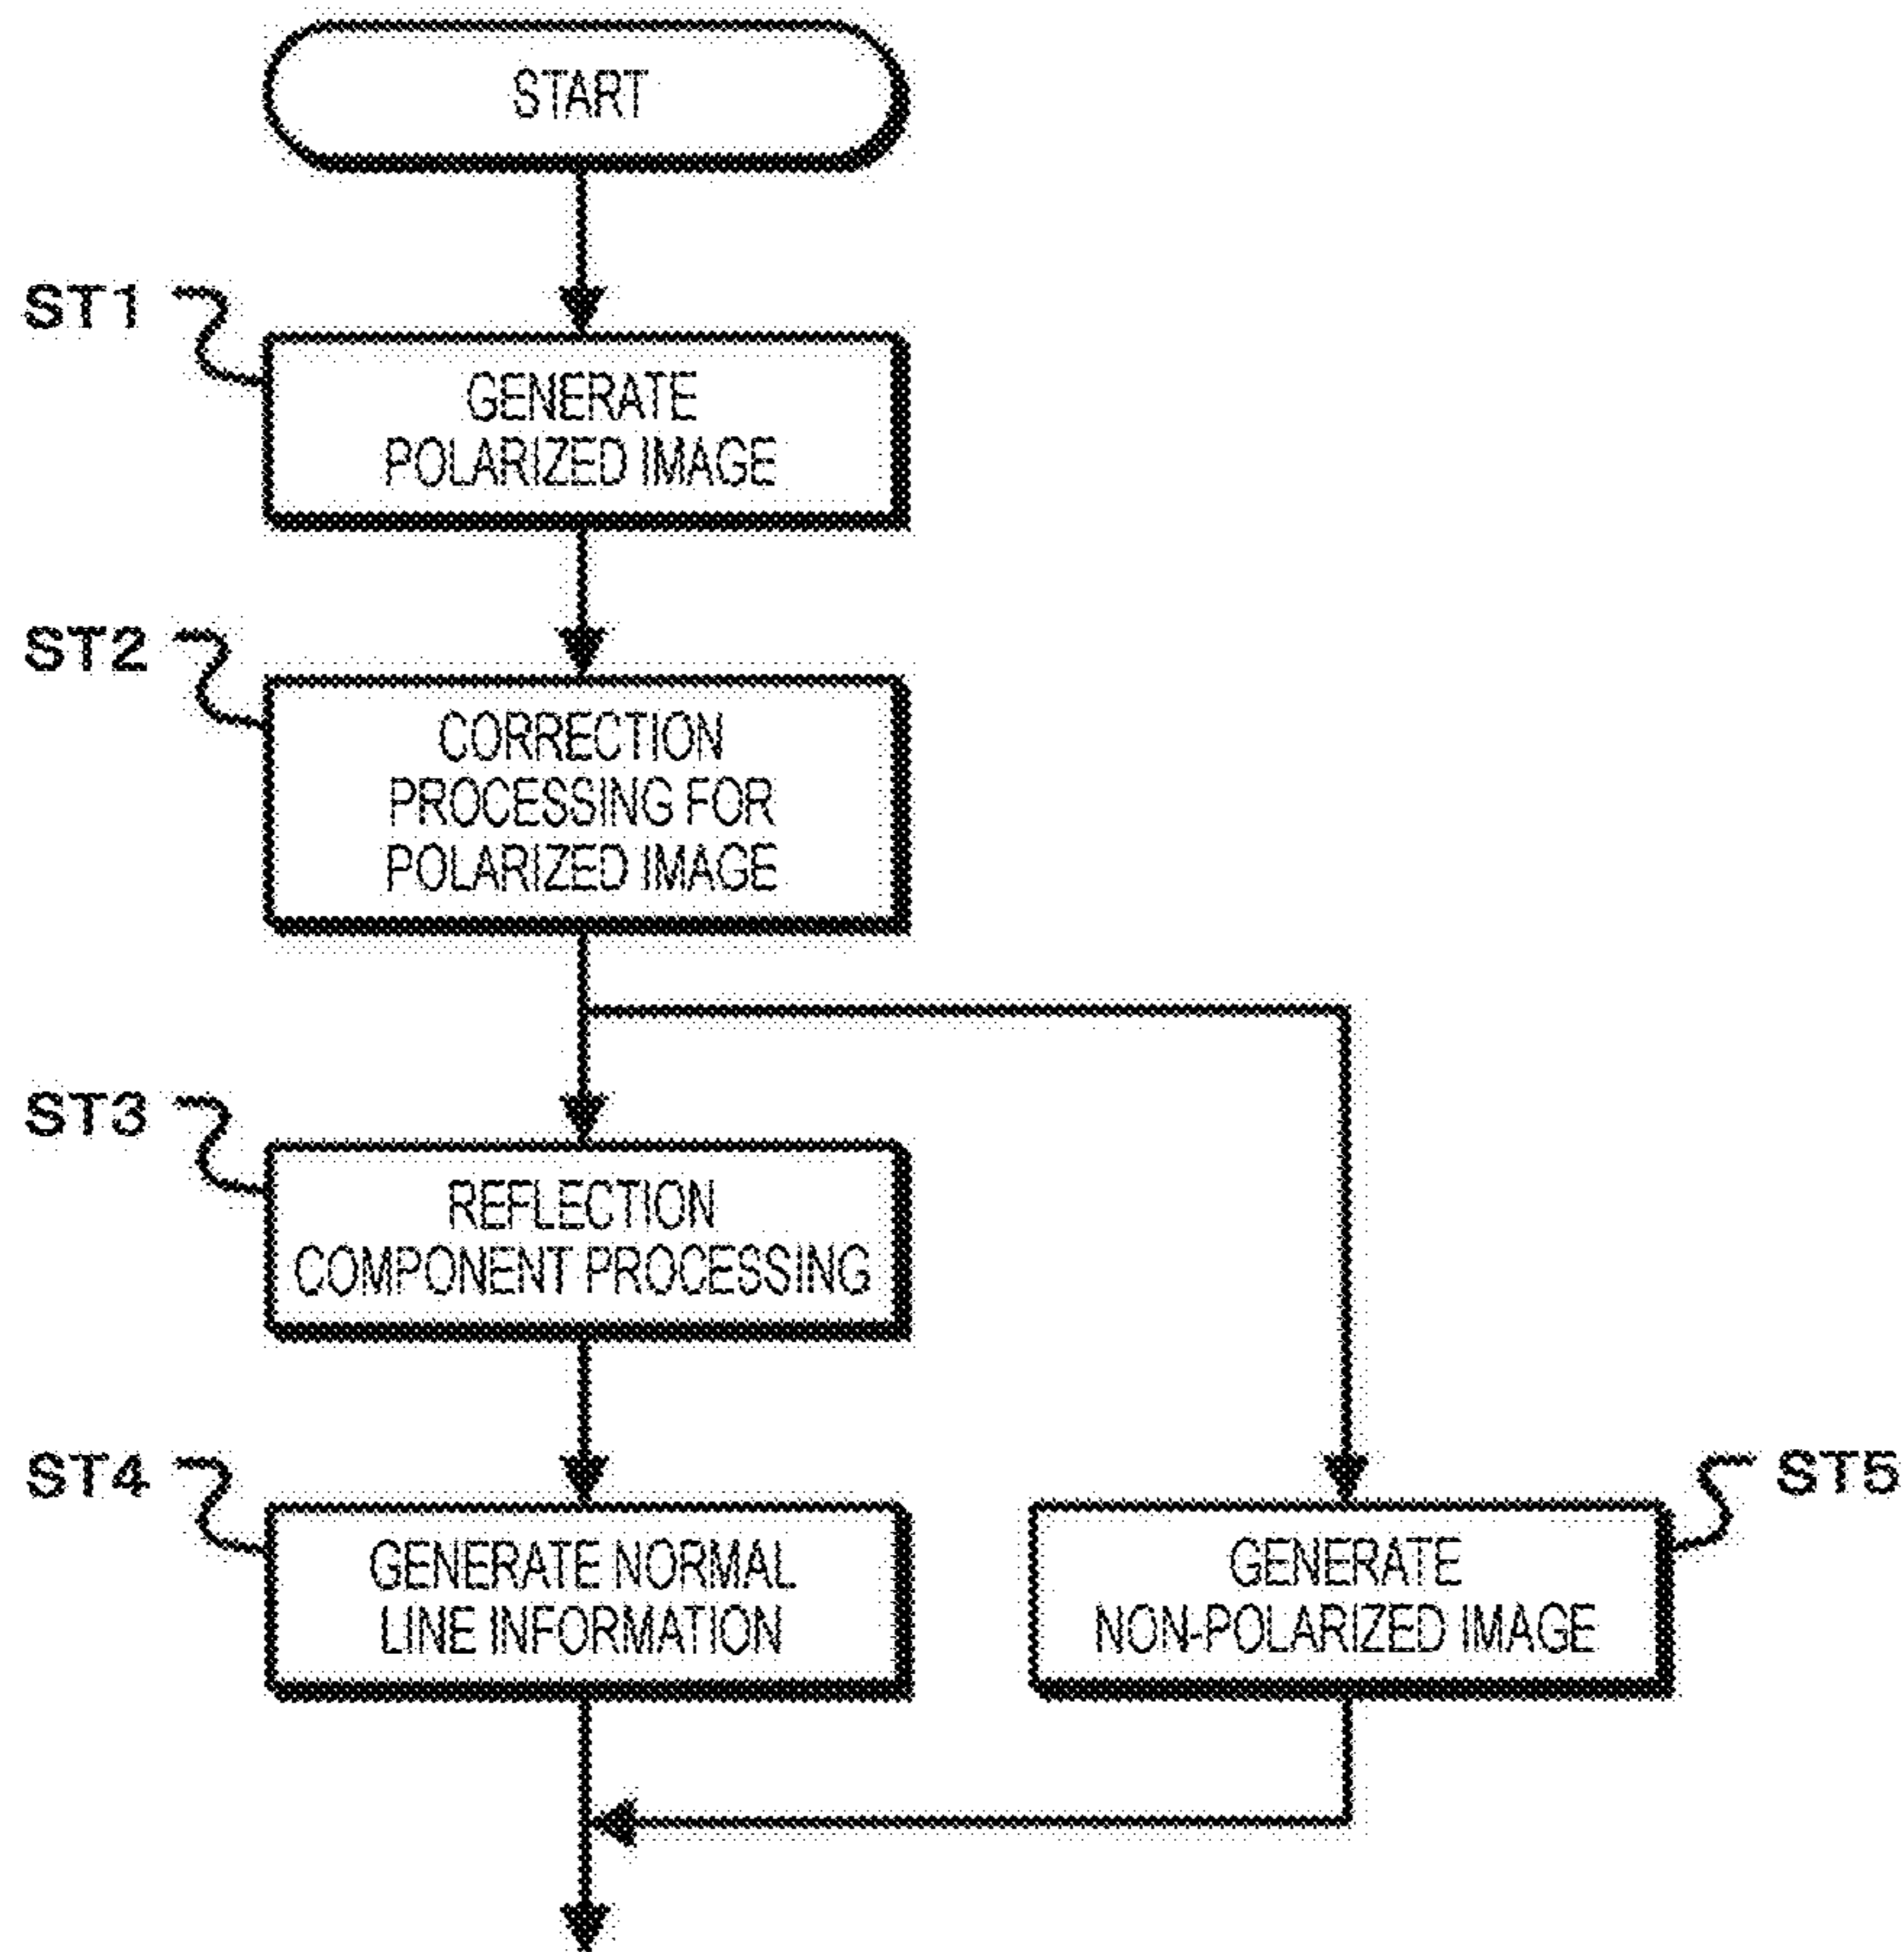 START
ST1
GENERATE
POLARIZED IMAGE
ST2
CORRECTION
PROCESSING FOR
POLARIZED IMAGE
ST3
REFLECTION
COMPONENT PROCESSING
ST4
GENERATE NORMAL
LINE INFORMATION
ST5
GENERATE
NON-POLARIZED IMAGE